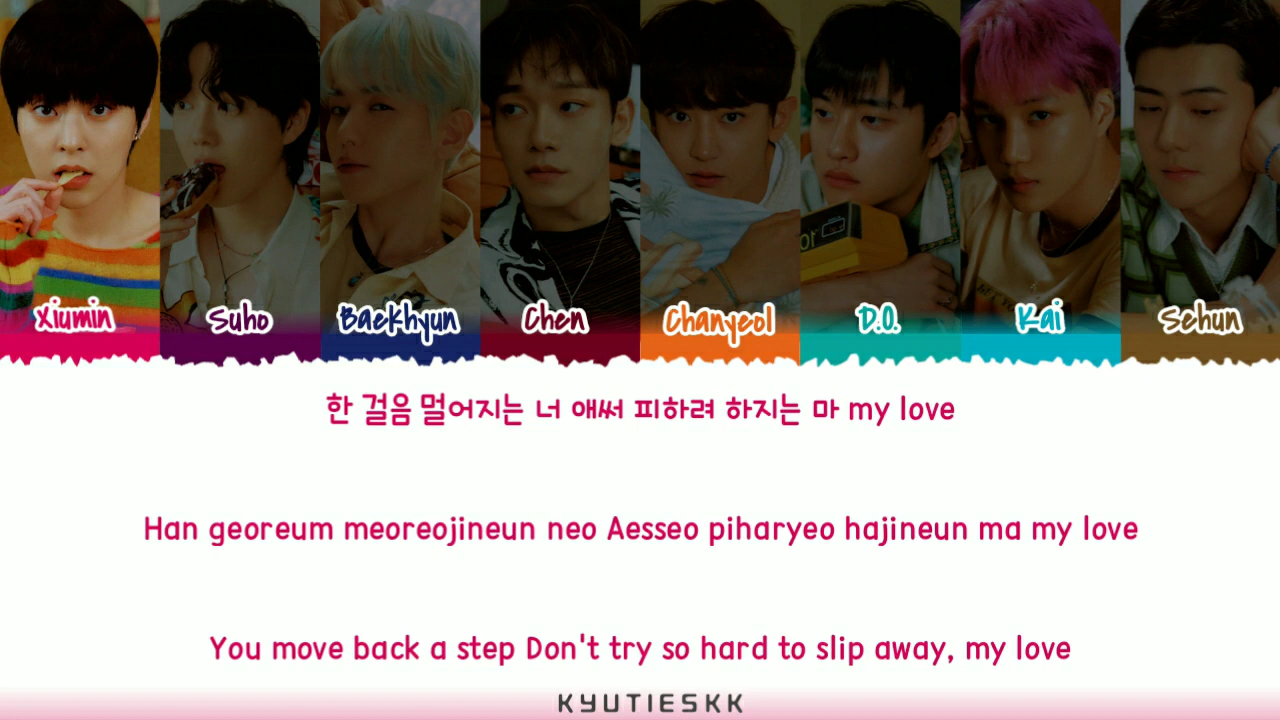 Xiumin Suho Baekhyun Chen Chanyeol D.O. Kai Sehun
한 걸음 멀어지는 너 애써 피하려 하지는 마 my love
Han georeum meoreojineun neo Aesseo piharyeo hajineun ma my love
You move back a step Don't try so hard to slip away, my love
KYUTIESKK